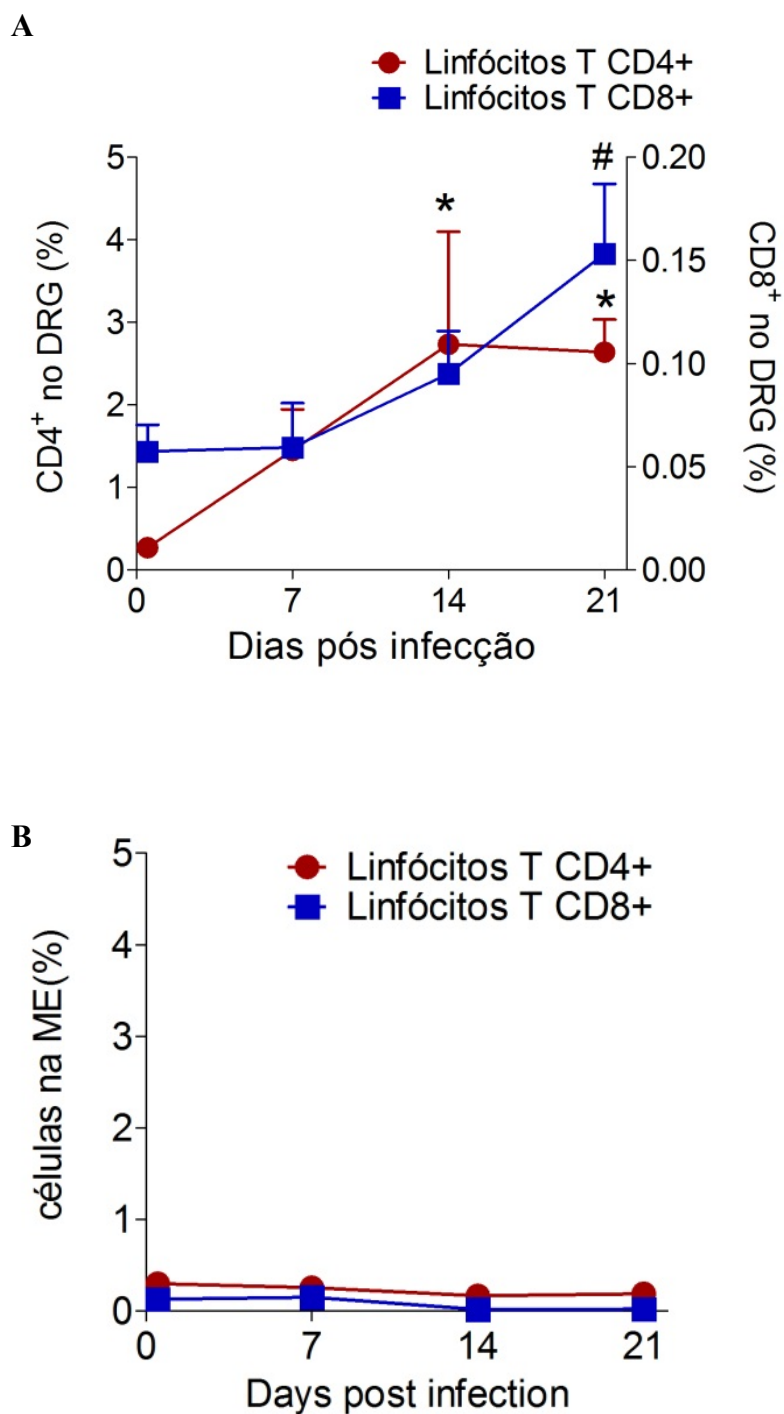 A
Linfócitos T CD4+
Linfócitos T CD8+
CD4+ no DRG (%)
5
4
3
2
1
0
*
#
*
0.20
0.15
0.10
0.05
0.00
CD8+ no DRG (%)
0 7 14 21
Dias pós infecção
B
Linfócitos T CD4+
Linfócitos T CD8+
células na ME(%)
5
4
3
2
1
0
0 7 14 21
Days post infection